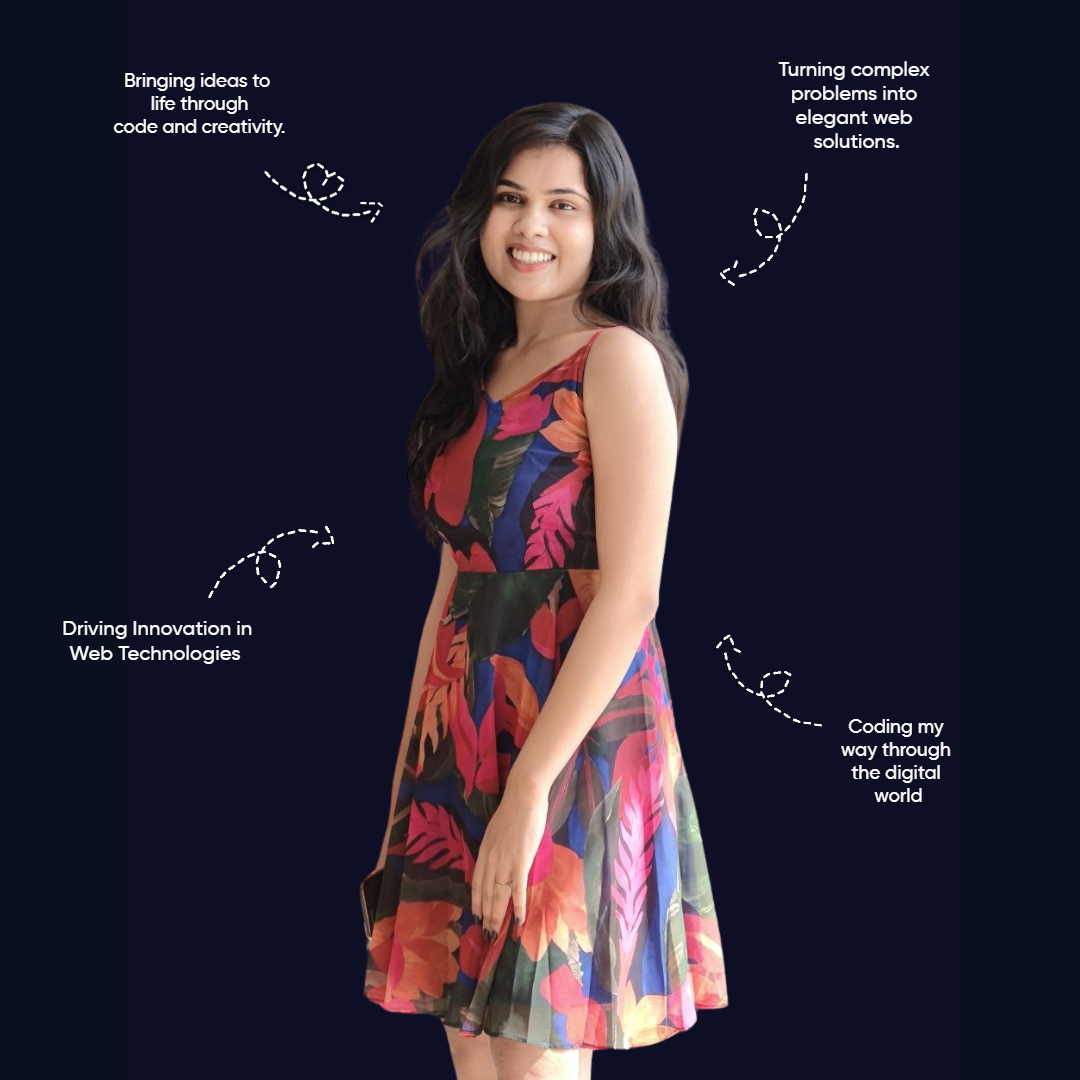 Bringing ideas to
life through
code and creativity.
Turning complex
problems into
elegant web
solutions.
Driving Innovation in
Web Technologies
Coding my
way through
the digital
world